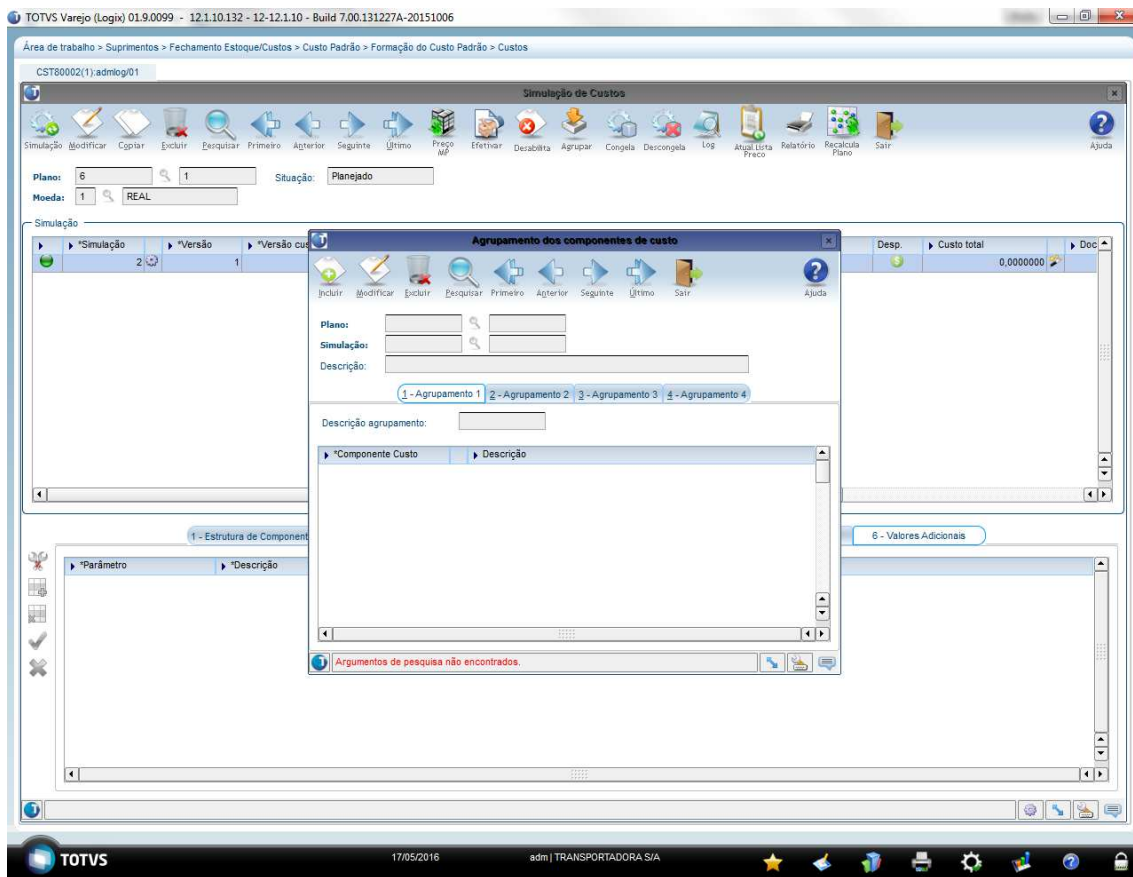 TOTVS Varejo (Logix) 01.9.0099 - 12.1.10.132 - 12-12.1.10 - Build 7.00.131227A-20151006
Área de trabalho > Suprimentos > Fechamento Estoque/Custos > Custo Padrão > Formação do Custo Padrão > Custos
CST80002(1):admlog/01
Simulação de Custos
Simulação Modificar Copiar Excluir Pesquisar Primeiro Anterior Seguinte Último Preço MP Efetivar Desabilita Agrupar Congela Descongela Log Atual.Lista Preco Relatório Recalcula Plano Sair Ajuda
Plano: 6 1 Situação: Planejado
Moeda: 1 REAL
Simulação
*Simulação *Versão *Versão cus Desp. Custo total Doc
2 1 0,0000000
Agrupamento dos componentes de custo
Incluir Modificar Excluir Pesquisar Primeiro Anterior Seguinte Último Sair Ajuda
Plano:
Simulação:
Descrição:
1 - Agrupamento 1 2 - Agrupamento 2 3 - Agrupamento 3 4 - Agrupamento 4
Descrição agrupamento:
*Componente Custo Descrição
Argumentos de pesquisa não encontrados.
1 - Estrutura de Component 6 - Valores Adicionais
*Parâmetro *Descrição
TOTVS 17/05/2016 adm | TRANSPORTADORA S/A